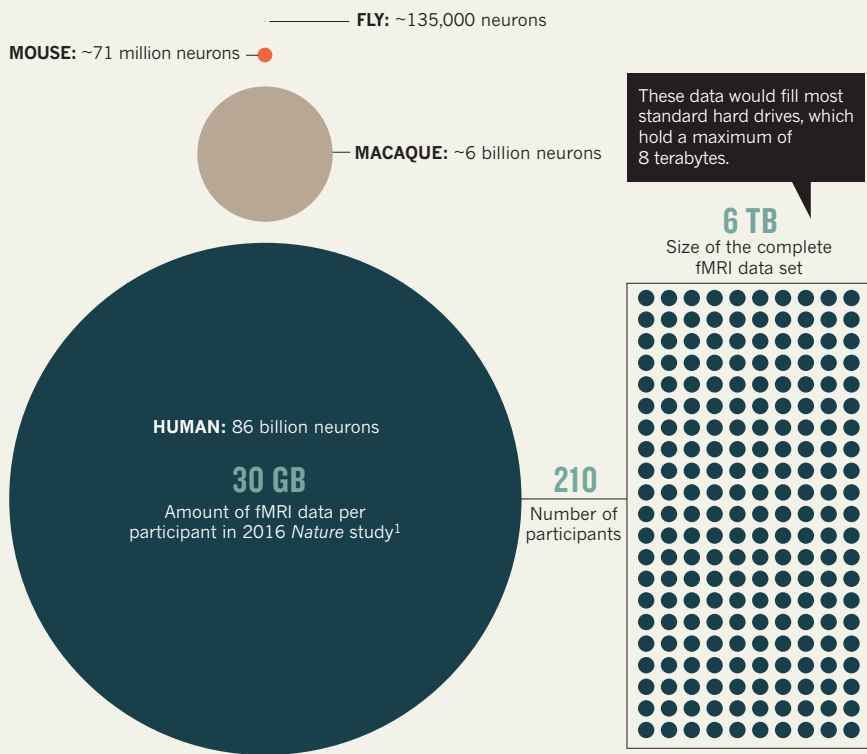 FLY: ~135,000 neurons
MOUSE: ~71 million neurons
MACAQUE: ~6 billion neurons
These data would fill most
standard hard drives, which
hold a maximum of
8 terabytes.
6 TB
Size of the complete
fMRI data set
HUMAN: 86 billion neurons
30 GB
Amount of fMRI data per
participant in 2016 Nature study¹
210
Number of
participants